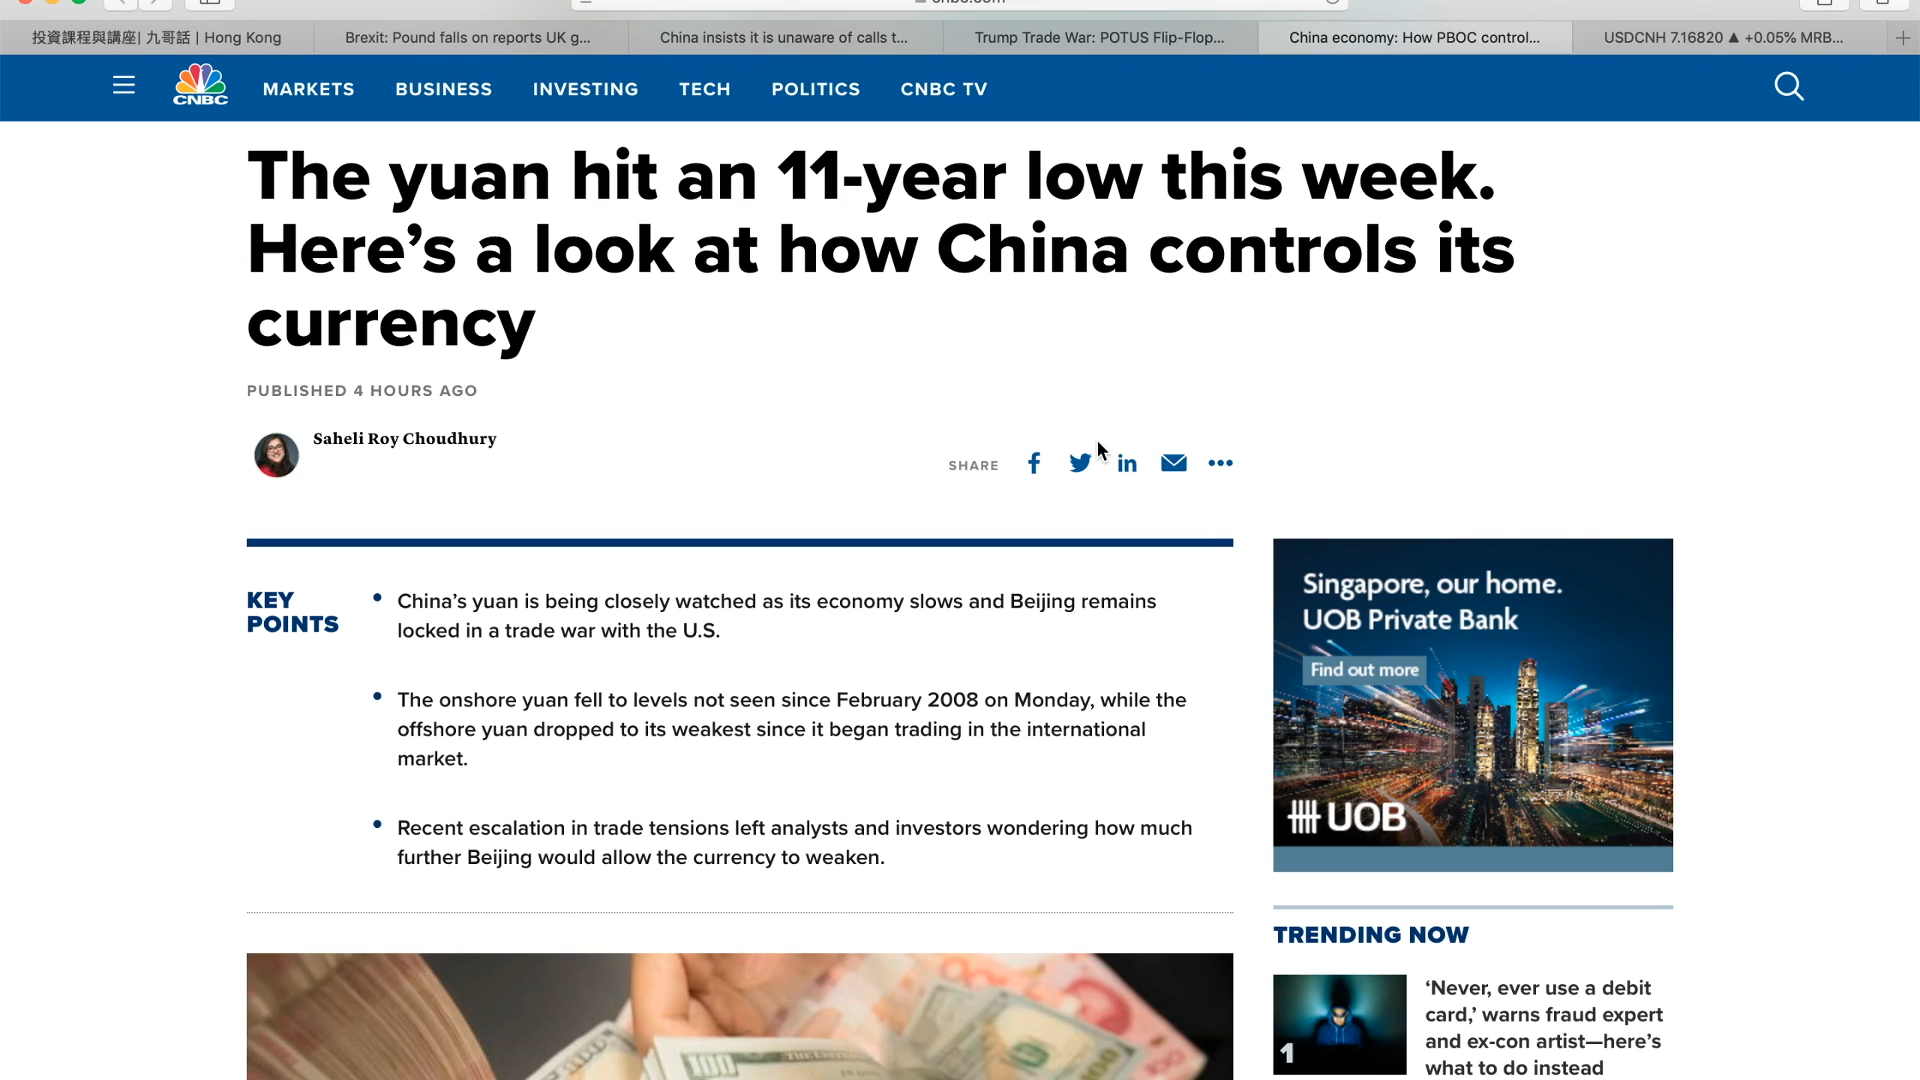 投資課程與講座| 九哥話 | Hong Kong
Brexit: Pound falls on reports UK g...
China insists it is unaware of calls t...
Trump Trade War: POTUS Flip-Flop...
China economy: How PBOC control...
USDCNH 7.16820 ▲ +0.05% MRB...
CNBC
MARKETS
BUSINESS
INVESTING
TECH
POLITICS
CNBC TV
The yuan hit an 11-year low this week.
Here’s a look at how China controls its
currency
PUBLISHED 4 HOURS AGO
Saheli Roy Choudhury
SHARE
KEY
POINTS
China’s yuan is being closely watched as its economy slows and Beijing remains
locked in a trade war with the U.S.
The onshore yuan fell to levels not seen since February 2008 on Monday, while the
offshore yuan dropped to its weakest since it began trading in the international
market.
Recent escalation in trade tensions left analysts and investors wondering how much
further Beijing would allow the currency to weaken.
Singapore, our home.
UOB Private Bank
Find out more
UOB
TRENDING NOW
1
‘Never, ever use a debit
card,’ warns fraud expert
and ex-con artist—here’s
what to do instead
100